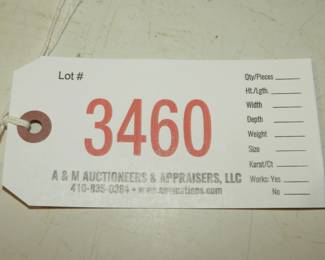 Lot #
3460
Qty/Pieces
Ht./Lgth.
Width
Depth
Weight
Size
Karat/Ct
Works: Yes
No
A & M AUCTIONEERS & APPRAISERS, LLC
410-835-0384 •